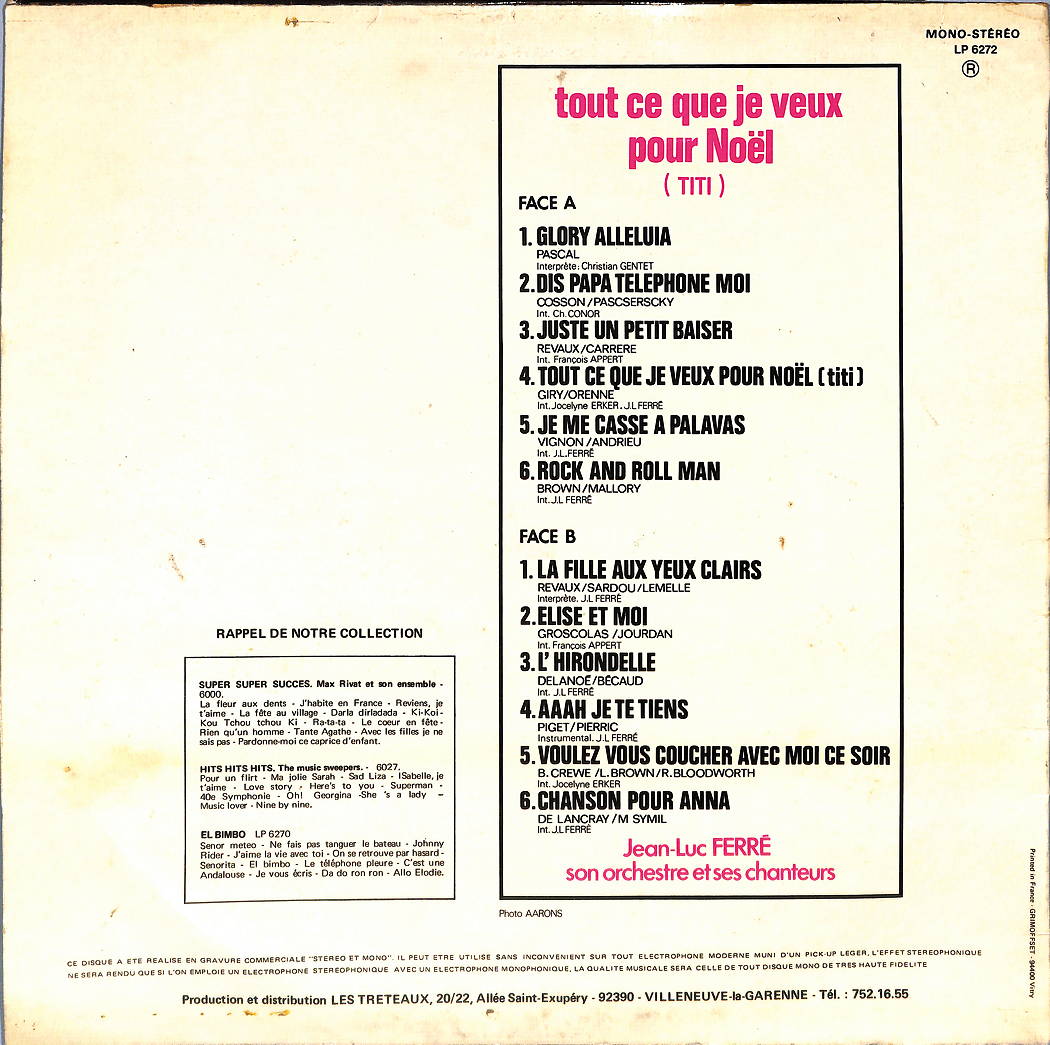 MONO-STÉRÉO
LP 6272
®
tout ce que je veux
pour Noël
( TITI )
FACE A
1. GLORY ALLELUIA
PASCAL
Interprète: Christian GENTET
2. DIS PAPA TELEPHONE MOI
COSSON/PASCSERSCKY
Int. Ch. CONOR
3. JUSTE UN PETIT BAISER
REVAUX/CARRERE
Int. François APPERT
4. TOUT CE QUE JE VEUX POUR NOËL (titi)
GIRY/ORENNE
Int. Jocelyne ERKER. J.L FERRÉ
5. JE ME CASSE A PALAVAS
VIGNON/ANDRIEU
Int. J.L.FERRÉ
6. ROCK AND ROLL MAN
BROWN/MALLORY
Int. J.L FERRÉ
FACE B
1. LA FILLE AUX YEUX CLAIRS
REVAUX/SARDOU/LEMELLE
Interprète. J.L FERRÉ
2. ELISE ET MOI
GROSCOLAS/JOURDAN
Int. François APPERT
3. L'HIRONDELLE
DELANOË/BÉCAUD
Int. J.L FERRÉ
4. AAAH JE TE TIENS
PIGET/PIERRIC
Instrumental. J.L FERRÉ
5. VOULEZ VOUS COUCHER AVEC MOI CE SOIR
B. CREWE/L. BROWN/R. BLOODWORTH
Int. Jocelyne ERKER
6. CHANSON POUR ANNA
DE LANCRAY/M SYMIL
Int. J.L FERRÉ
Jean-Luc FERRÉ
son orchestre et ses chanteurs
RAPPEL DE NOTRE COLLECTION
SUPER SUPER SUCCES. Max Rivat et son ensemble -
6000.
La fleur aux dents - J'habite en France - Reviens, je
t'aime - La fête au village - Darla dirladada - Ki-Koi-
Kou Tchou tchou Ki - Ra-ta-ta - Le coeur en fête -
Rien qu'un homme - Tante Agathe - Avec les filles je ne
sais pas - Pardonne-moi ce caprice d'enfant.
HITS HITS HITS. The music sweepers. - 6027.
Pour un flirt - Ma jolie Sarah - Sad Liza - ISabelle, je
t'aime - Love story - Here's to you - Superman -
40e Symphonie - Oh! Georgina -She 's a lady –
Music lover - Nine by nine.
EL BIMBO LP 6270
Senor meteo - Ne fais pas tanguer le bateau - Johnny
Rider - J'aime la vie avec toi - On se retrouve par hasard -
Senorita - El bimbo - Le téléphone pleure - C'est une
Andalouse - Je vous écris - Da do ron ron - Allo Elodie.
Photo AARONS
Printed in France - GRIMOFFSET - 94400 Vitry
CE DISQUE A ETE REALISE EN GRAVURE COMMERCIALE "STEREO ET MONO". IL PEUT ETRE UTILISE SANS INCONVENIENT SUR TOUT ELECTROPHONE MODERNE MUNI D'UN PICK-UP LEGER, L'EFFET STEREOPHONIQUE
NE SERA RENDU QUE SI L'ON EMPLOIE UN ELECTROPHONE STEREOPHONIQUE AVEC UN ELECTROPHONE MONOPHONIQUE, LA QUALITE MUSICALE SERA CELLE DE TOUT DISQUE MONO DE TRES HAUTE FIDELITE
Production et distribution LES TRETEAUX, 20/22, Allée Saint-Exupéry - 92390 - VILLENEUVE-la-GARENNE - Tél. : 752.16.55